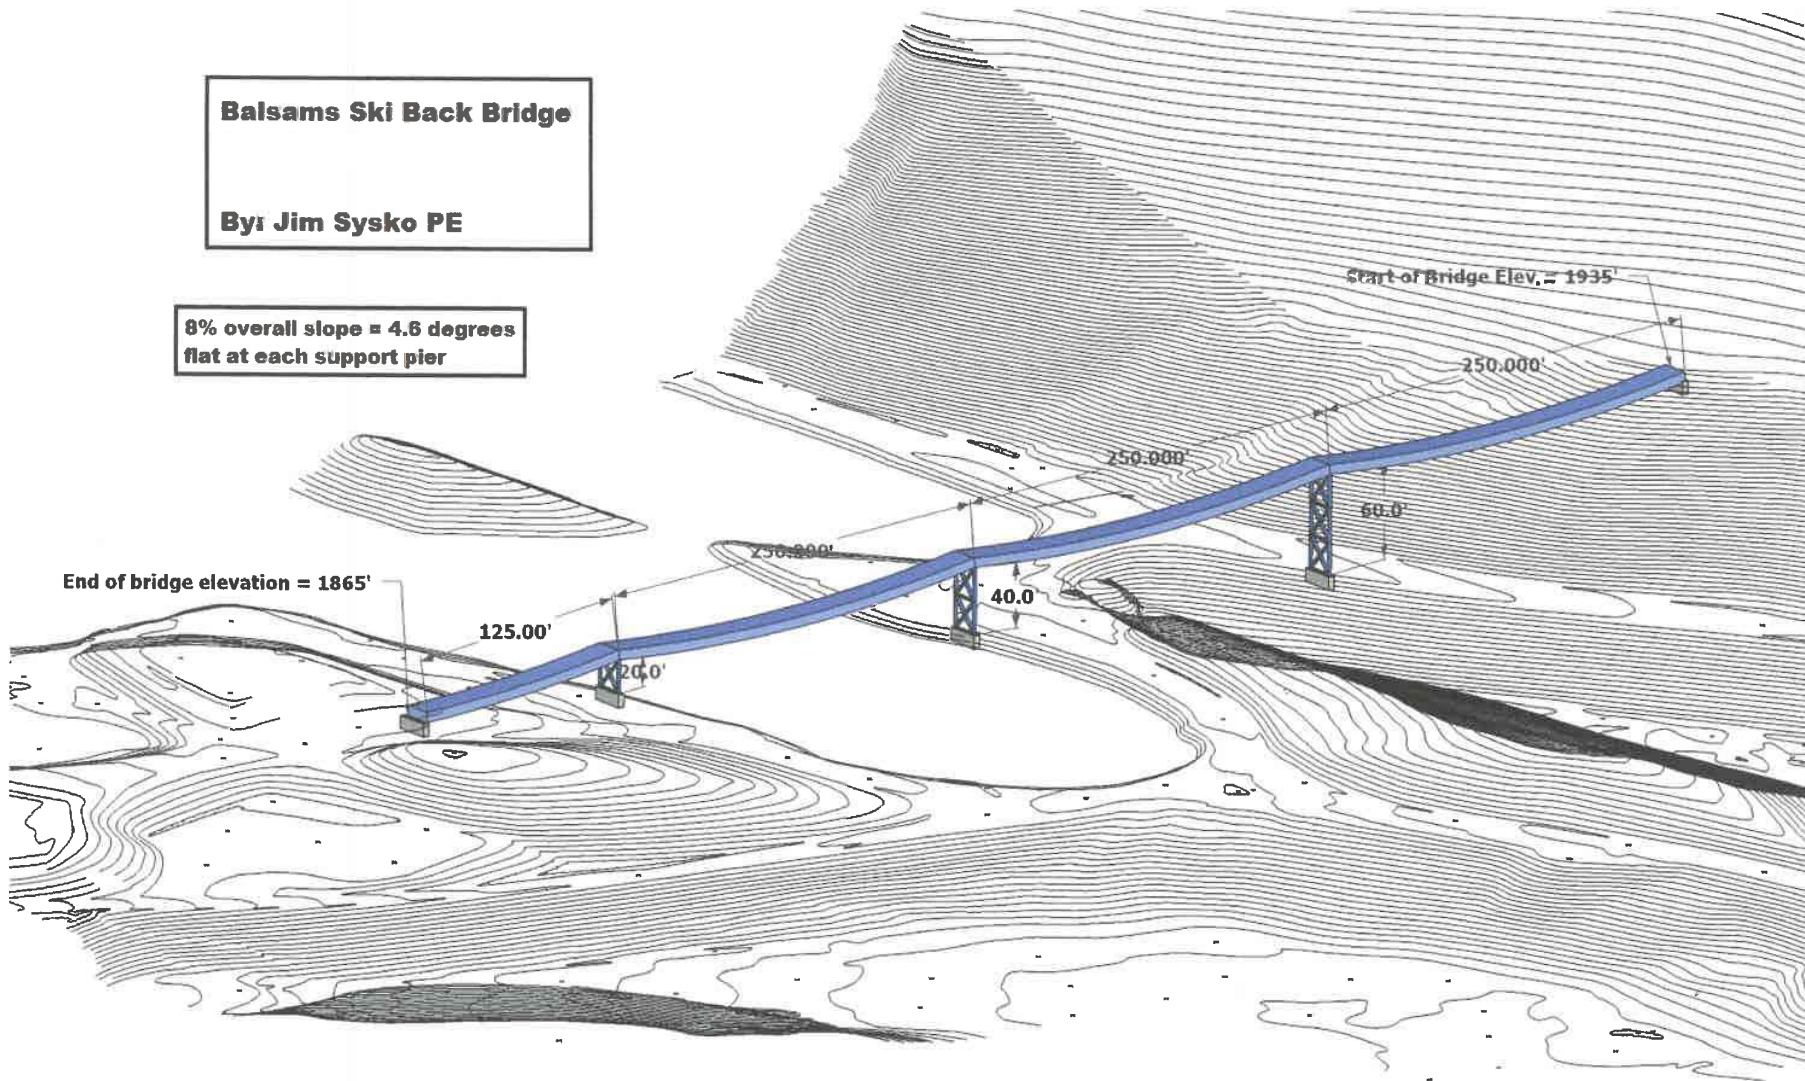 Balsams Ski Back Bridge
By: Jim Sysko PE
8% overall slope = 4.6 degrees
flat at each support pier
Start of Bridge Elev. = 1935'
250.000'
250.000'
60.0'
250.000'
40.0
End of bridge elevation = 1865'
125.00'
20.0'